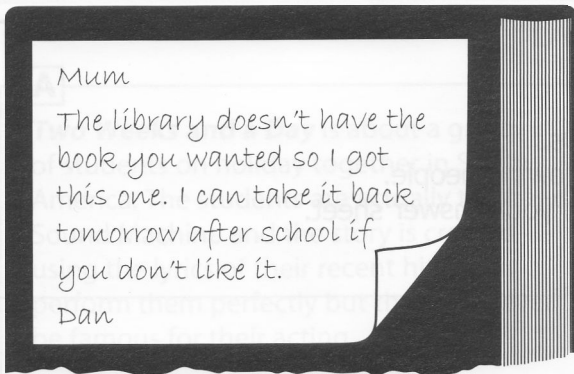 Mum
The library doesn't have the
book you wanted so I got
this one. I can take it back
tomorrow after school if
you don't like it.
Dan